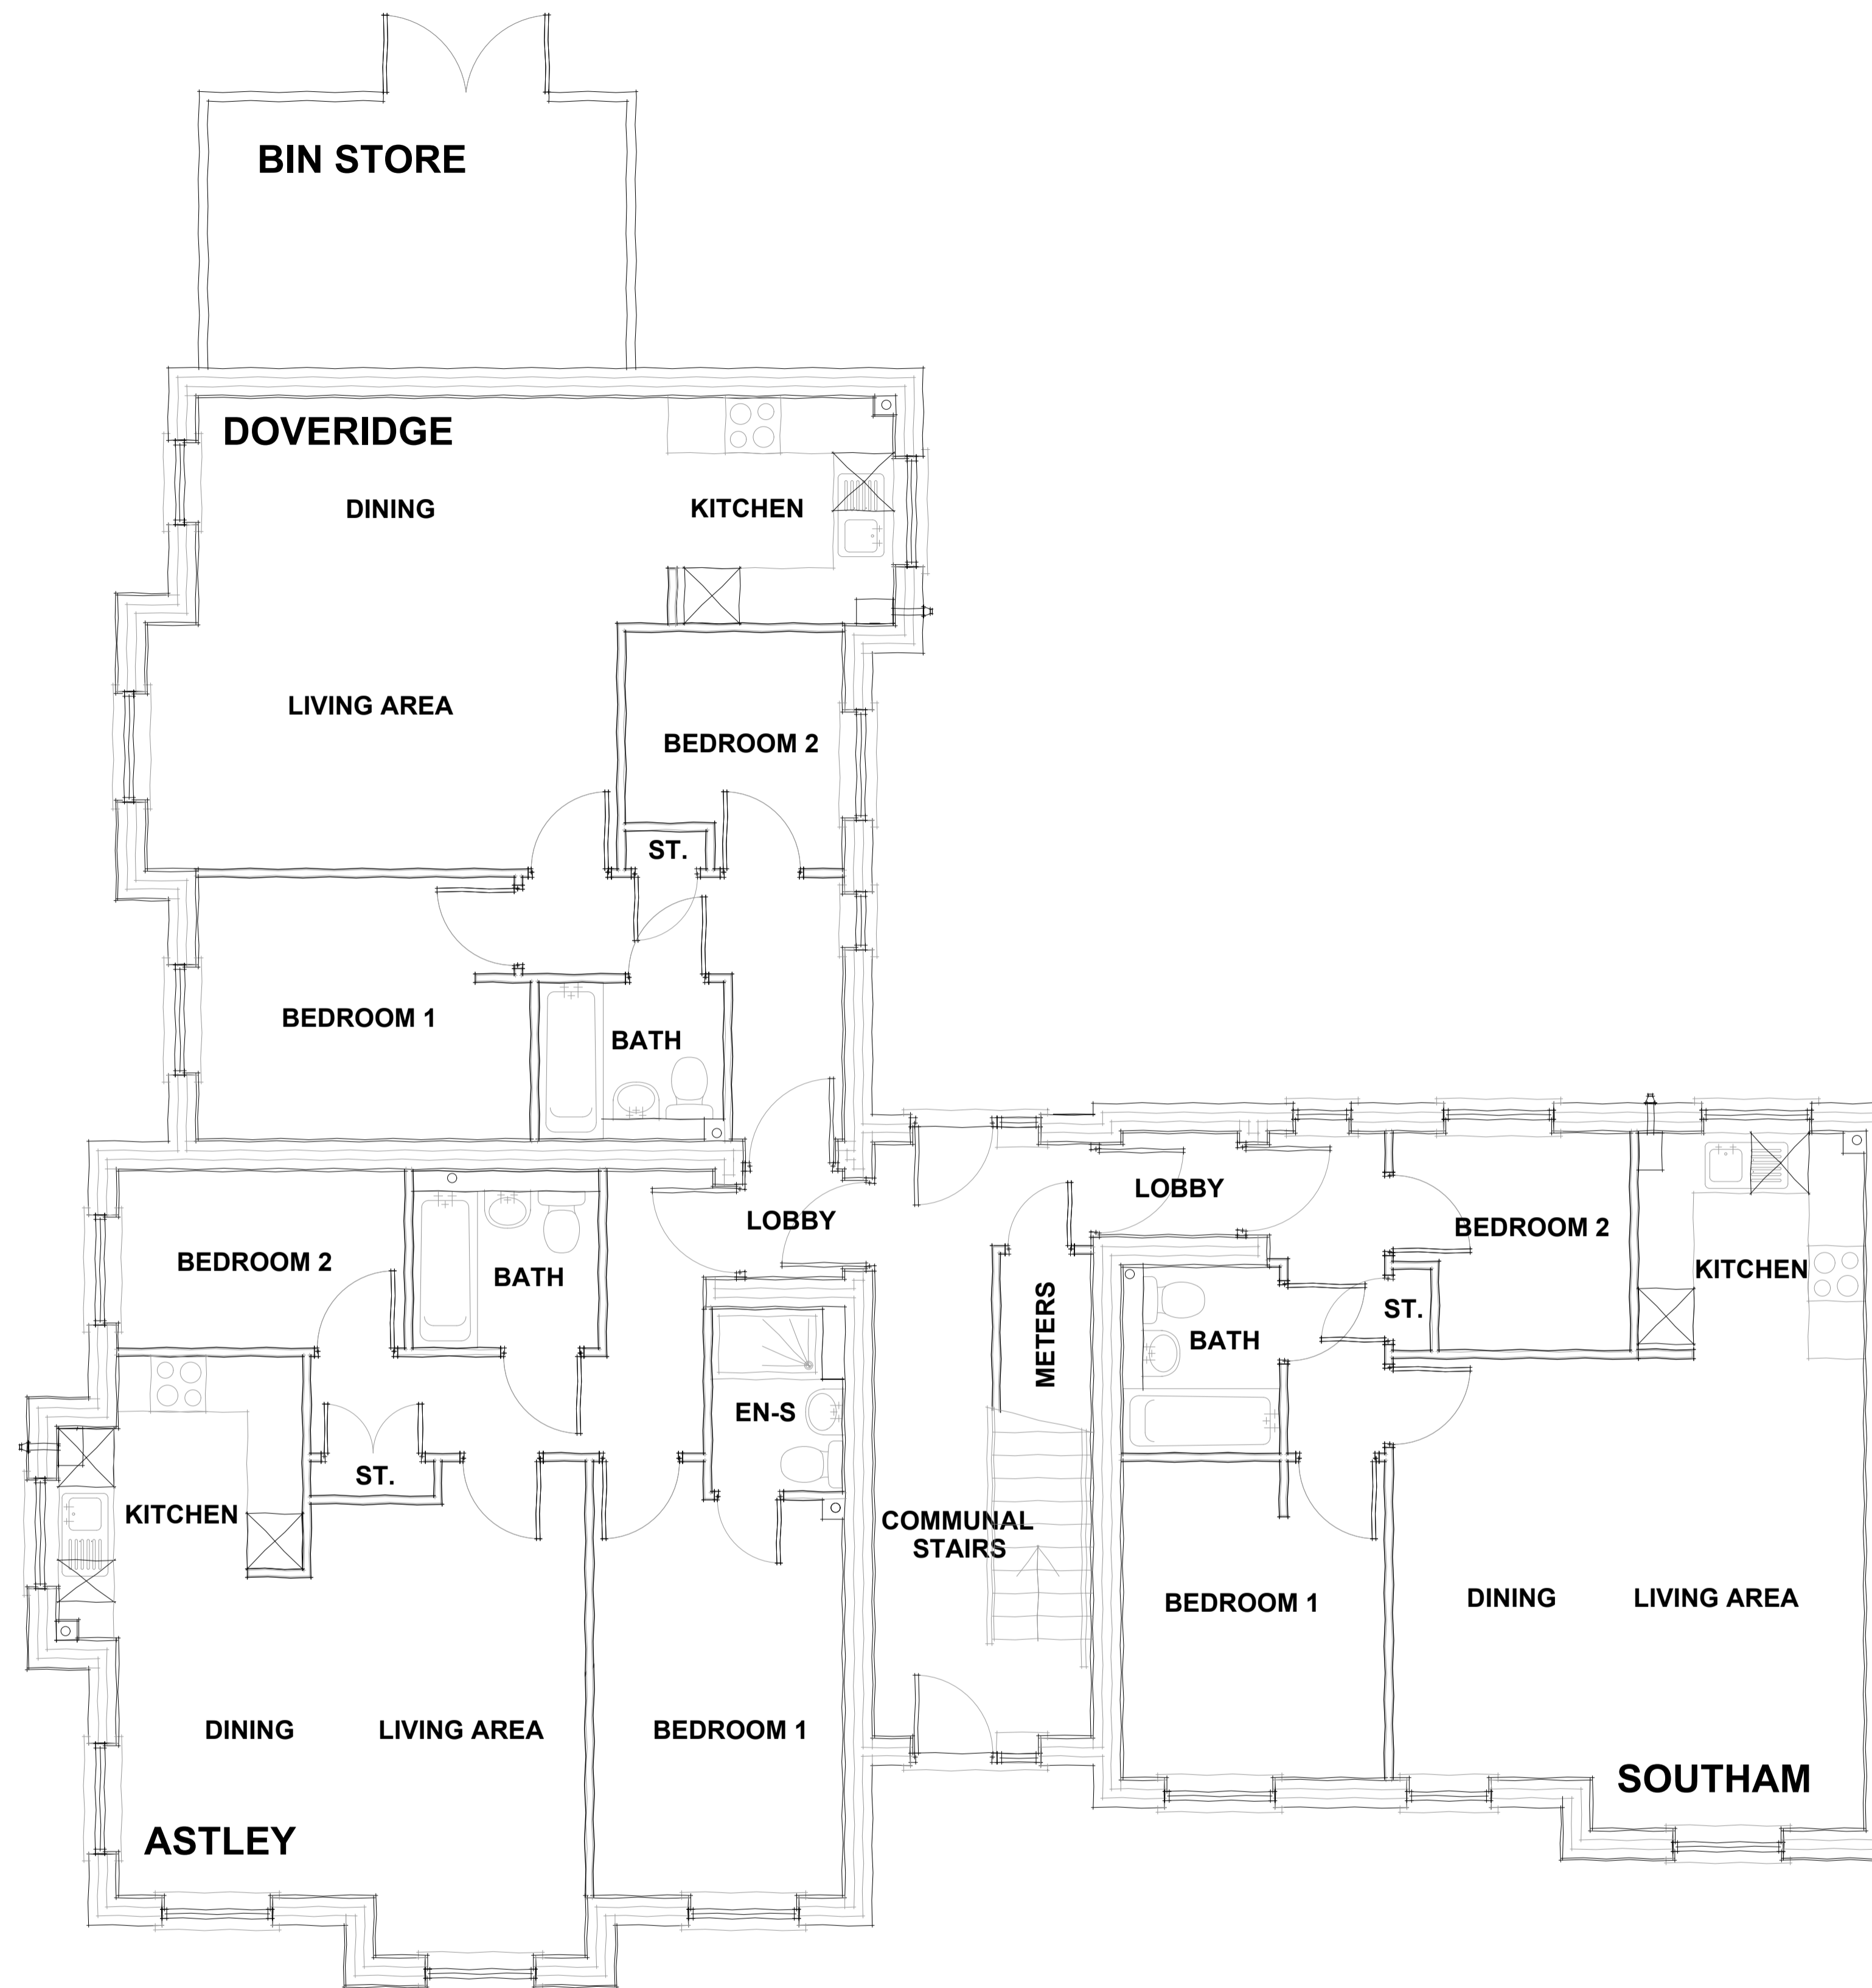 BIN STORE
DOVERIDGE
DINING
KITCHEN
LIVING AREA
BEDROOM 2
ST.
BEDROOM 1
BATH
LOBBY
LOBBY
BEDROOM 2
KITCHEN
BEDROOM 2
BATH
METERS
BATH
ST.
EN-S
ST.
KITCHEN
COMMUNAL
STAIRS
BEDROOM 1
DINING
LIVING AREA
DINING
LIVING AREA
BEDROOM 1
SOUTHAM
ASTLEY